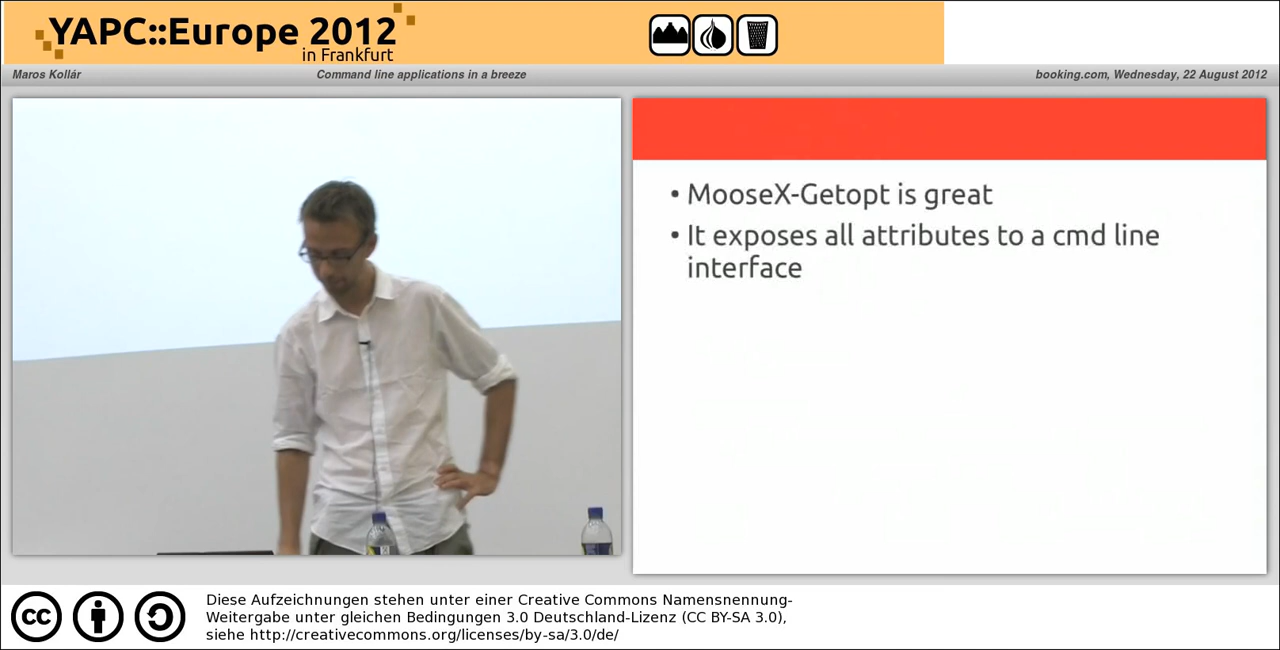 YAPC::Europe 2012
in Frankfurt
Maros Kollár
Command line applications in a breeze
booking.com, Wednesday, 22 August 2012
• MooseX-Getopt is great
• It exposes all attributes to a cmd line
interface
cc
Diese Aufzeichnungen stehen unter einer Creative Commons Namensnennung-
Weitergabe unter gleichen Bedingungen 3.0 Deutschland-Lizenz (CC BY-SA 3.0),
siehe http://creativecommons.org/licenses/by-sa/3.0/de/